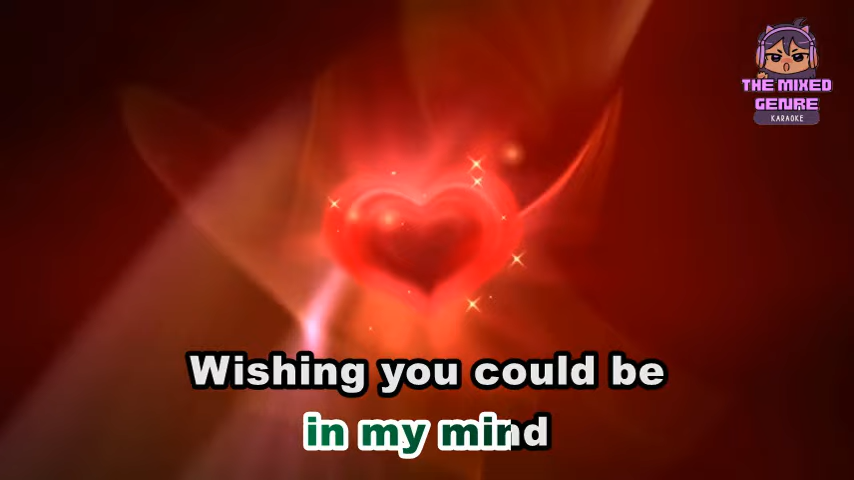 THE MIXED
GENRE
KARAOKE
Wishing you could be
in my mind